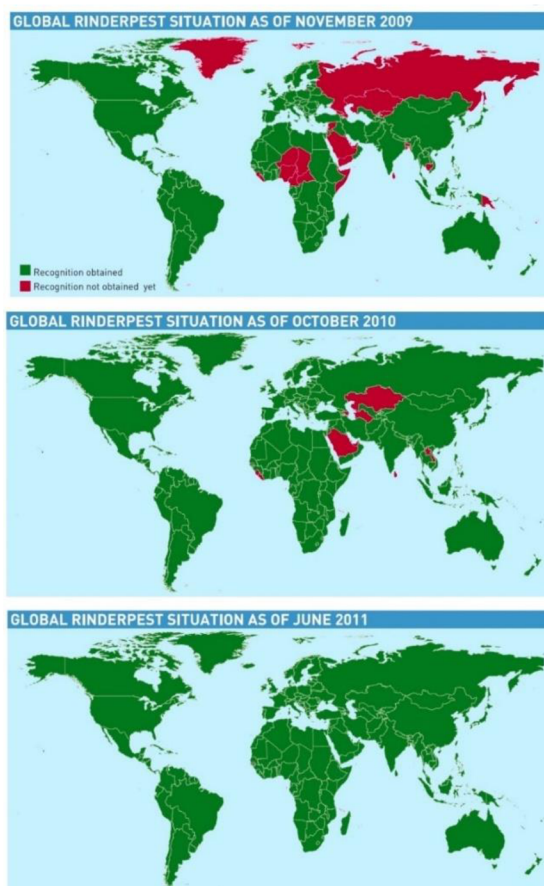 GLOBAL RINDERPEST SITUATION AS OF NOVEMBER 2009
Recognition obtained
Recognition not obtained yet
GLOBAL RINDERPEST SITUATION AS OF OCTOBER 2010
GLOBAL RINDERPEST SITUATION AS OF JUNE 2011